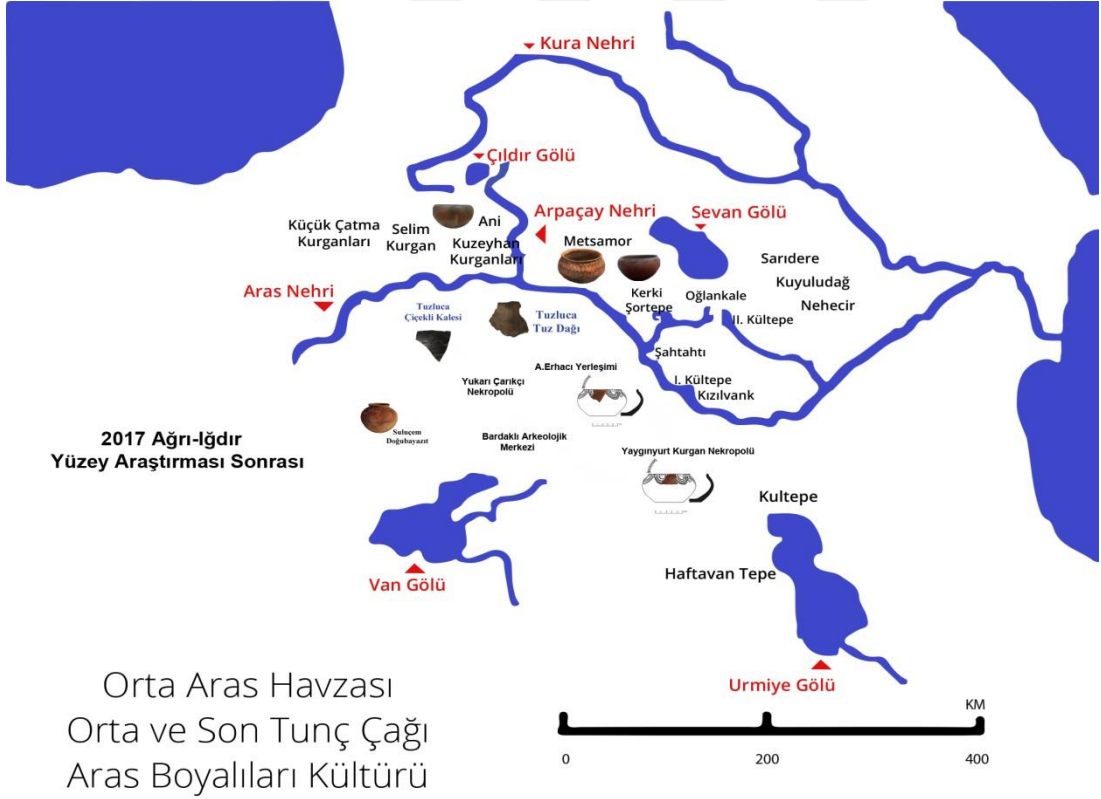 Kura Nehri
Çıldır Gölü
Arpaçay Nehri
Sevan Gölü
Küçük Çatma
Kurganları
Selim
Kurgan
Ani
Kuzeyhan
Kurganları
Metsamor
Sarıdere
Kuyuludağ
Nehecir
Aras Nehri
Kerki
Şortepe
Oğlankale
II. Kültepe
Tuzluca
Çiçekli Kalesi
Tuzluca
Tuz Dağı
Şahtahtı
A.Erhacı Yerleşimi
I. Kültepe
Kızılvank
Yukarı Çarıkçı
Nekropolü
Suluçem
Doğubayazıt
Bardaklı Arkeolojik
Merkezi
2017 Ağrı-Iğdır
Yüzey Araştırması Sonrası
Yaygınyurt Kurgan Nekropolü
Kultepe
Haftavan Tepe
Van Gölü
Urmiye Gölü
Orta Aras Havzası
Orta ve Son Tunç Çağı
Aras Boyalıları Kültürü
KM
0 200 400